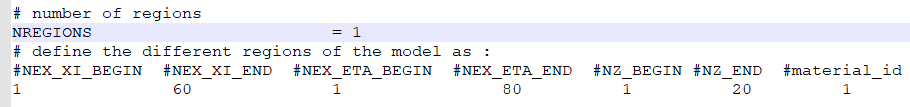 # number of regions
NREGIONS = 1
# define the different regions of the model as :
#NEX_XI_BEGIN #NEX_XI_END #NEX_ETA_BEGIN #NEX_ETA_END #NZ_BEGIN #NZ_END #material_id
1 60 1 80 1 20 1